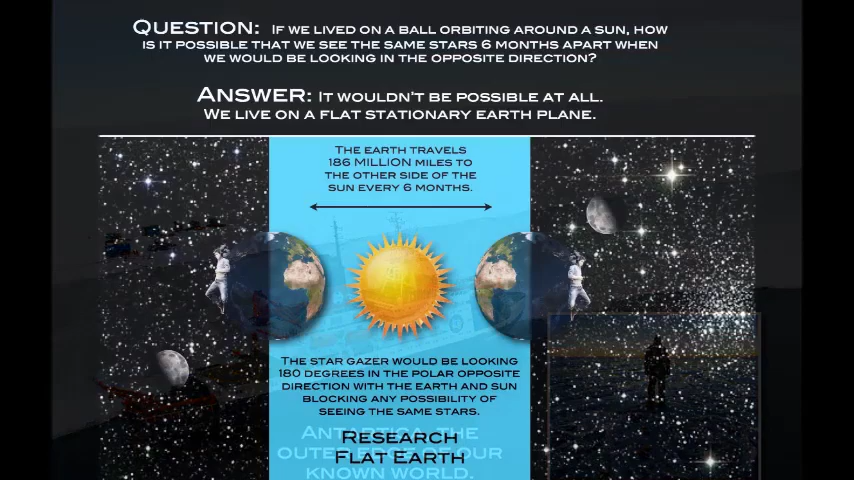 QUESTION: IF WE LIVED ON A BALL ORBITING AROUND A SUN, HOW
IS IT POSSIBLE THAT WE SEE THE SAME STARS 6 MONTHS APART WHEN
WE WOULD BE LOOKING IN THE OPPOSITE DIRECTION?
ANSWER: IT WOULDN'T BE POSSIBLE AT ALL.
WE LIVE ON A FLAT STATIONARY EARTH PLANE.
THE EARTH TRAVELS
186 MILLION MILES TO
THE OTHER SIDE OF THE
SUN EVERY 6 MONTHS.
THE STAR GAZER WOULD BE LOOKING
180 DEGREES IN THE POLAR OPPOSITE
DIRECTION WITH THE EARTH AND SUN
BLOCKING ANY POSSIBILITY OF
SEEING THE SAME STARS.
RESEARCH
FLAT EARTH
THE
OUTER EDGE OF OUR
KNOWN WORLD.